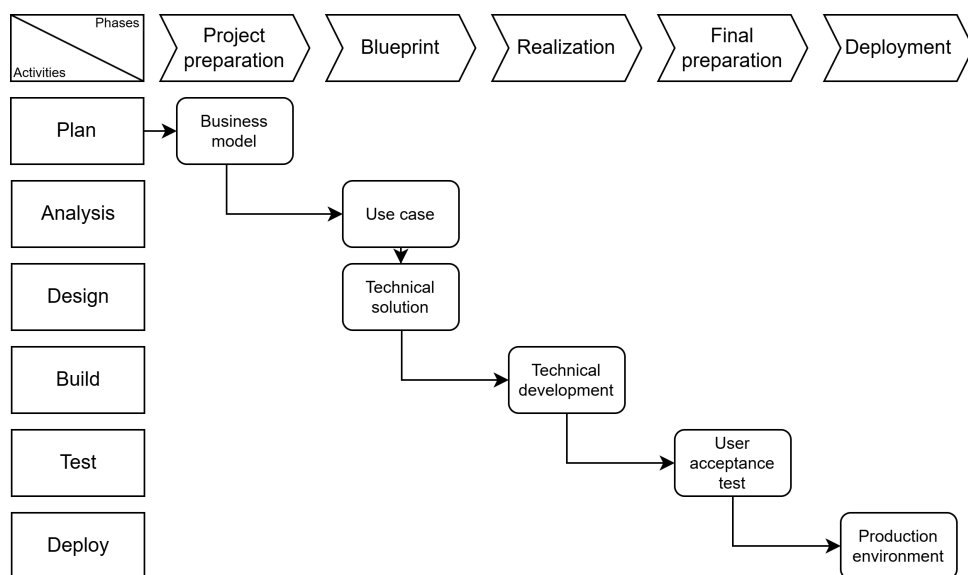 Phases
Activities
Project
preparation
Blueprint
Realization
Final
preparation
Deployment
Plan
Business
model
Analysis
Use case
Design
Technical
solution
Build
Technical
development
Test
User
acceptance
test
Deploy
Production
environment